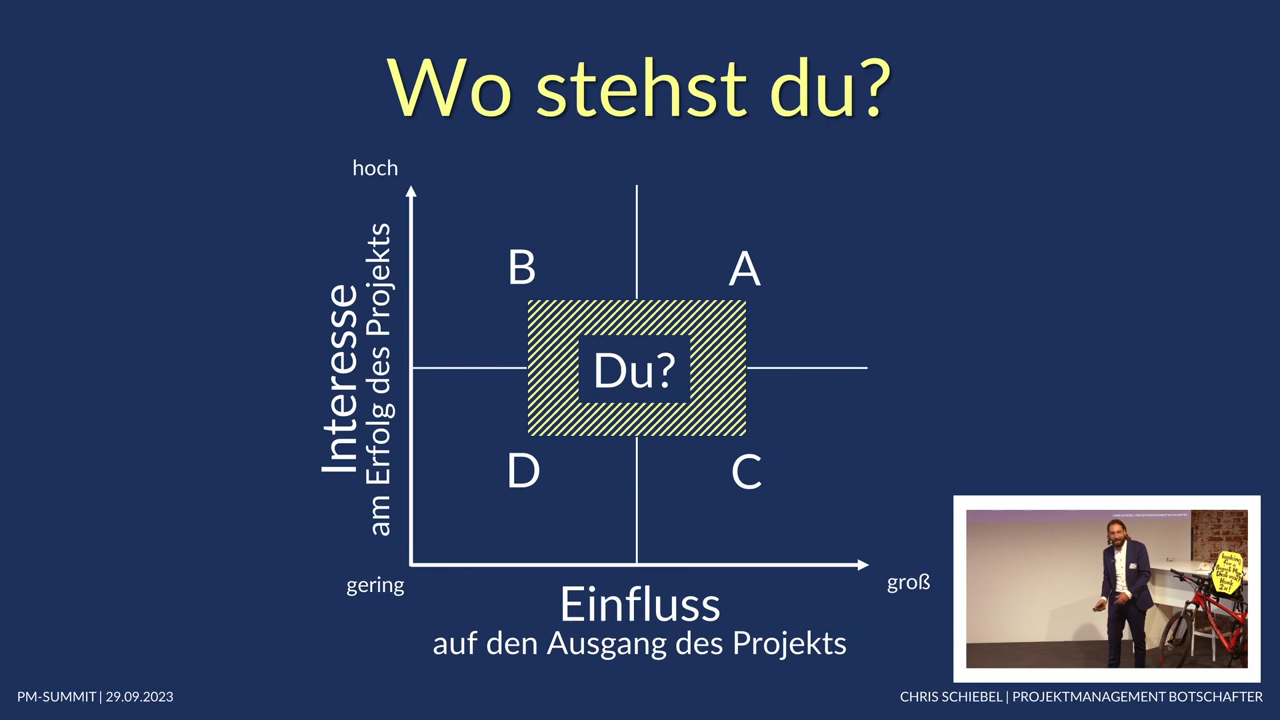 Wo stehst du?
hoch
Interesse
am Erfolg des Projekts
B
A
Du?
D
C
gering
groß
Einfluss
auf den Ausgang des Projekts
PM-SUMMIT | 29.09.2023
CHRIS SCHIEBEL | PROJEKTMANAGEMENT BOTSCHAFTER